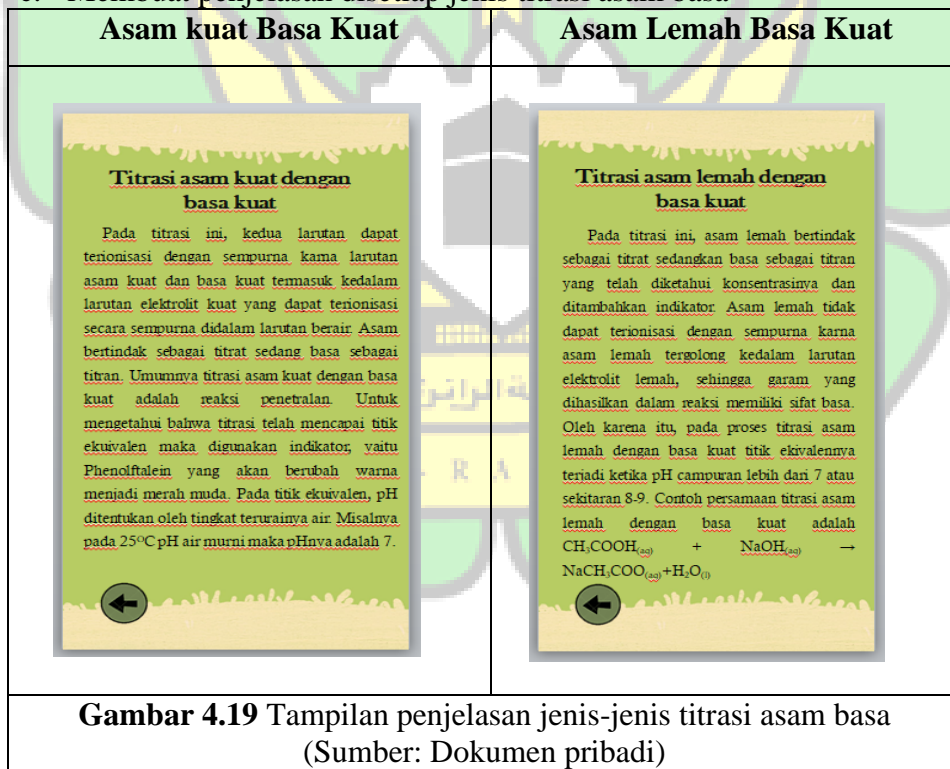 Membuat penjelasan disetiap jenis titrasi asam basa
Asam kuat Basa Kuat
Asam Lemah Basa Kuat
Titrasi asam kuat dengan
basa kuat
Pada titrasi ini, kedua larutan dapat
terionisasi dengan sempurna karna larutan
asam kuat dan basa kuat termasuk kedalam
larutan elektrolit kuat yang dapat terionisasi
secara sempurna didalam larutan berair. Asam
bertindak sebagai titrat sedang basa sebagai
titran. Umumnya titrasi asam kuat dengan basa
kuat adalah reaksi penetralan. Untuk
mengetahui bahwa titrasi telah mencapai titik
ekuivalen maka digunakan indikator, yaitu
Phenolftalein yang akan berubah warna
menjadi merah muda. Pada titik ekuivalen, pH
ditentukan oleh tingkat terurainya air. Misalnya
pada 25°C pH air murni maka pHnya adalah 7.
Titrasi asam lemah dengan
basa kuat
Pada titrasi ini, asam lemah bertindak
sebagai titrat sedangkan basa sebagai titran
yang telah diketahui konsentrasinya dan
ditambahkan indikator. Asam lemah tidak
dapat terionisasi dengan sempurna karna
asam lemah tergolong kedalam larutan
elektrolit lemah, sehingga garam yang
dihasilkan dalam reaksi memiliki sifat basa.
Oleh karena itu, pada proses titrasi asam
lemah dengan basa kuat titik ekivalennya
terjadi ketika pH campuran lebih dari 7 atau
sekitaran 8-9. Contoh persamaan titrasi asam
lemah dengan basa kuat adalah
CH₃COOH₍aq₎ + NaOH₍aq₎ →
NaCH₃COO₍aq₎+H₂O₍l₎
Gambar 4.19 Tampilan penjelasan jenis-jenis titrasi asam basa
(Sumber: Dokumen pribadi)